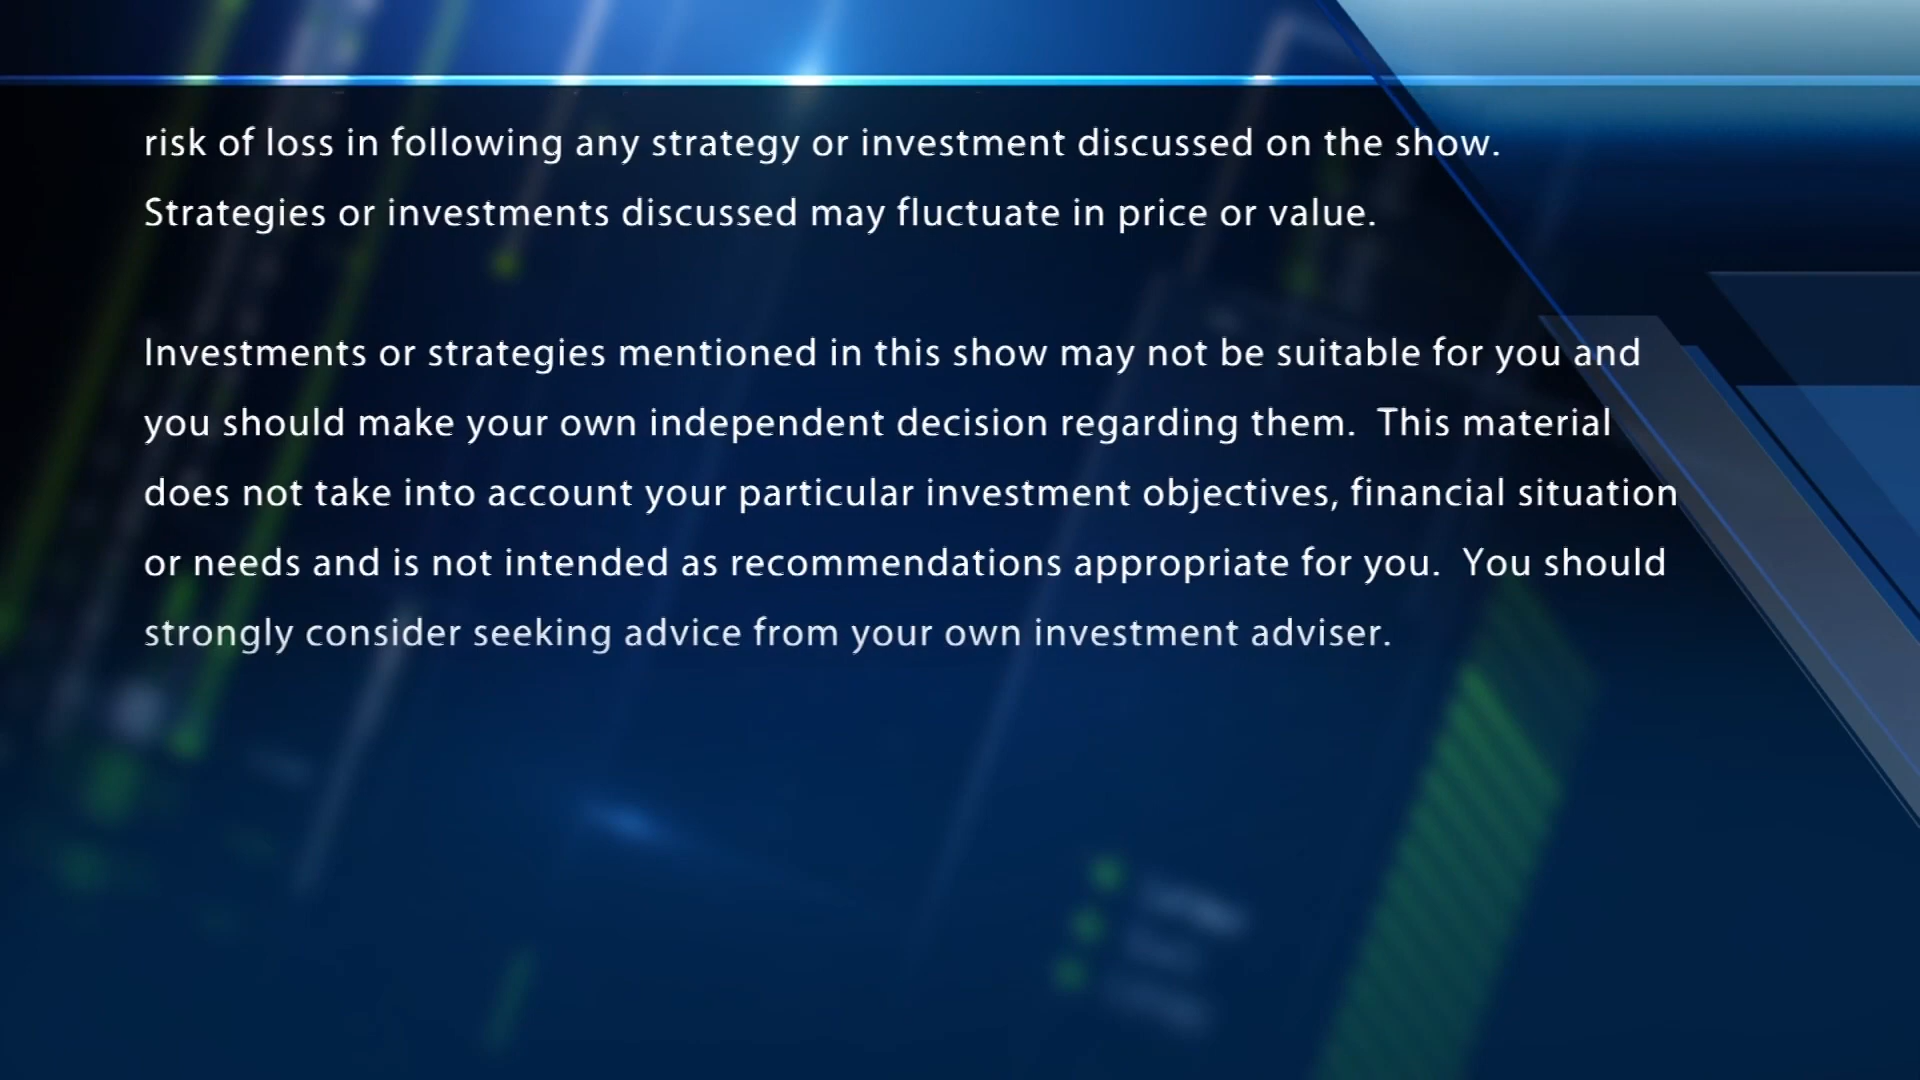 risk of loss in following any strategy or investment discussed on the show.
Strategies or investments discussed may fluctuate in price or value.
Investments or strategies mentioned in this show may not be suitable for you and
you should make your own independent decision regarding them.  This material
does not take into account your particular investment objectives, financial situation
or needs and is not intended as recommendations appropriate for you.  You should
strongly consider seeking advice from your own investment adviser.